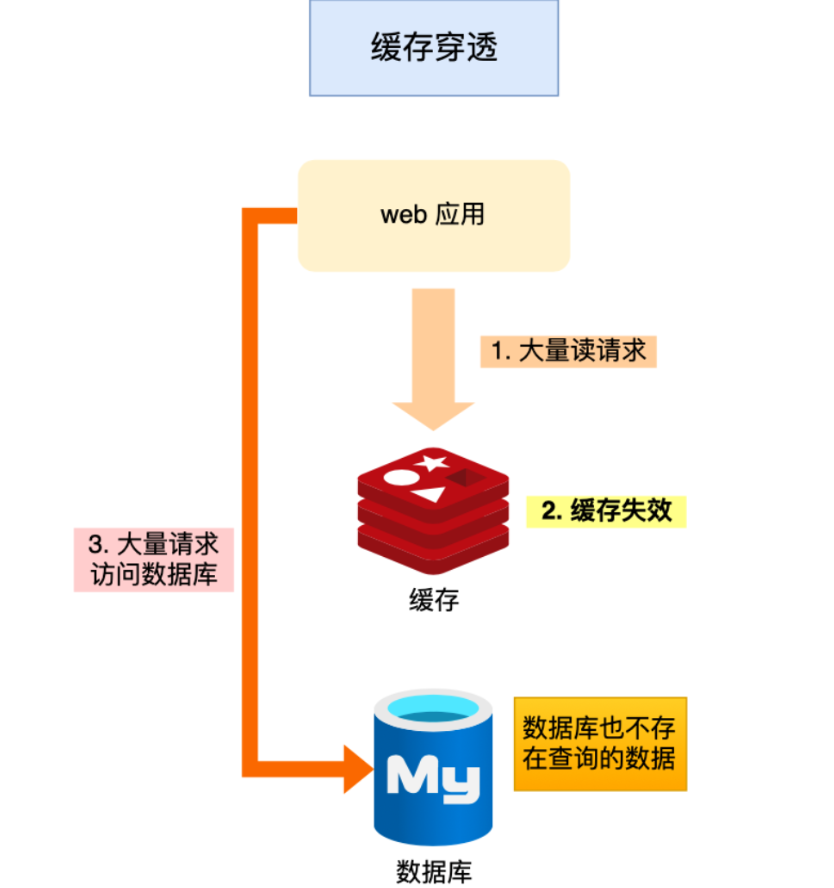 缓存穿透
web 应用
1. 大量读请求
2. 缓存失效
缓存
3. 大量请求
访问数据库
数据库也不存
在查询的数据
My
数据库